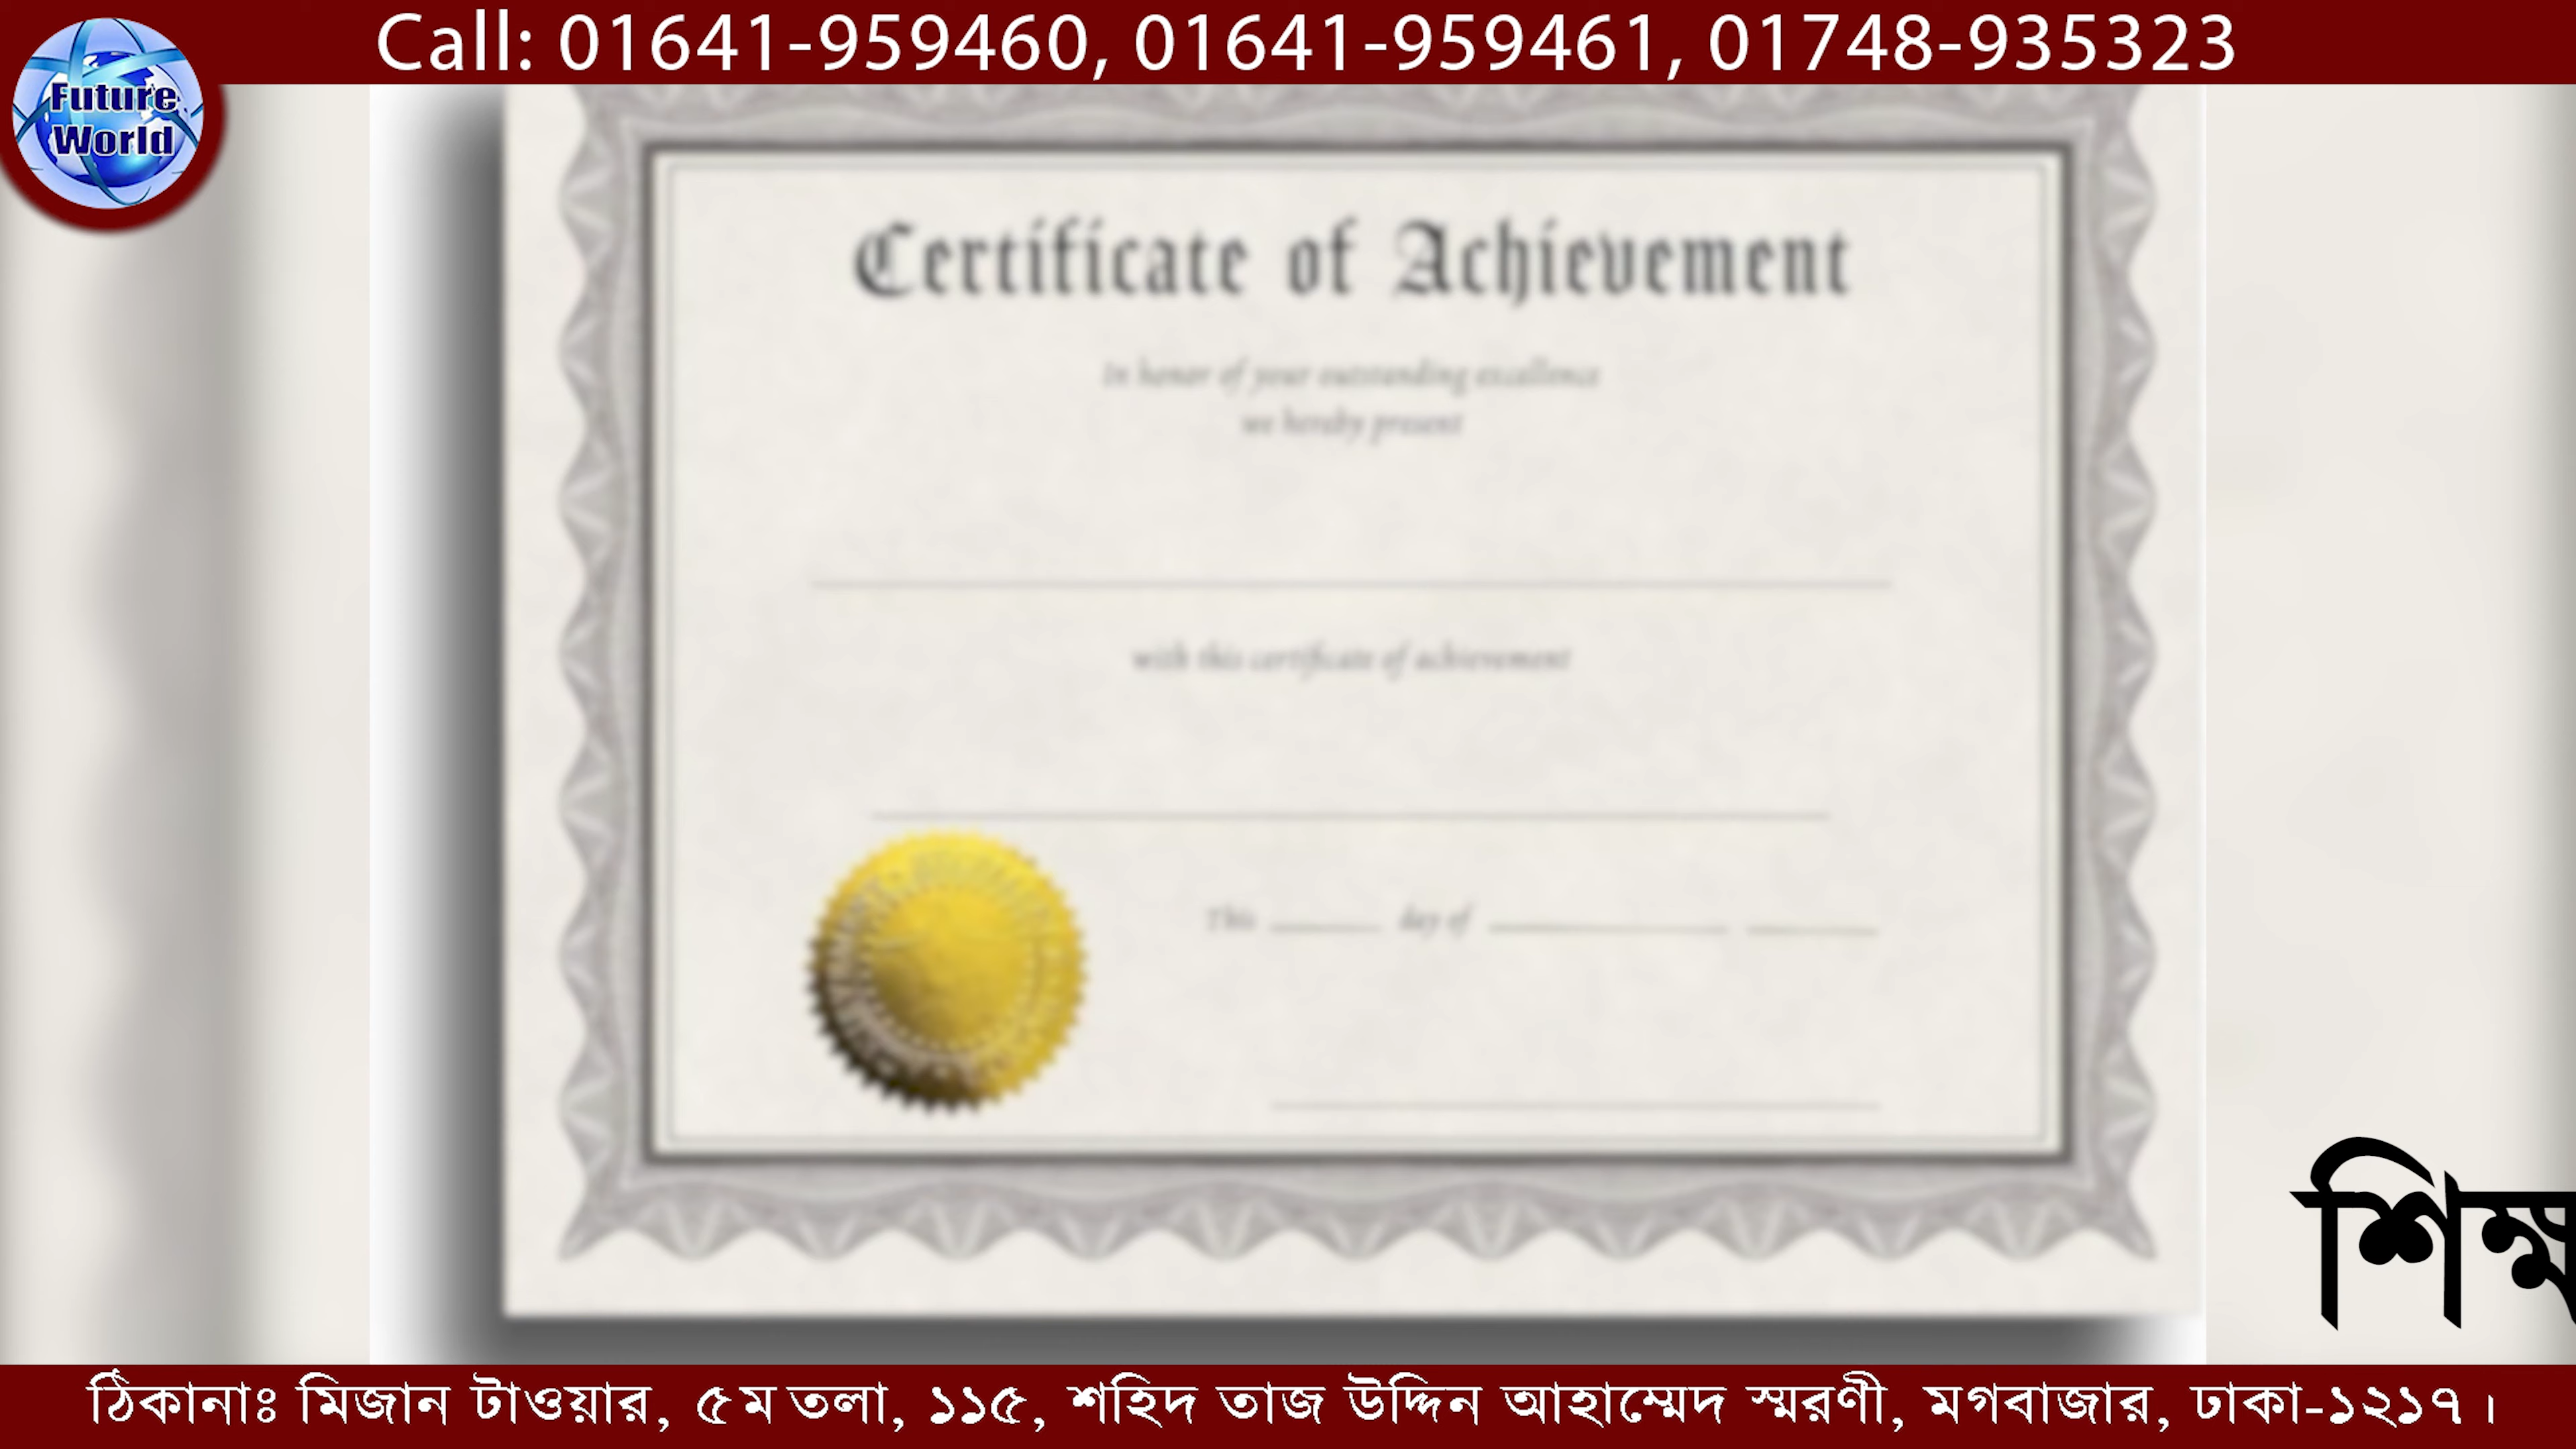 Call: 01641-959460, 01641-959461, 01748-935323
Future
World
Certificate of Achievement
In honor of your outstanding excellence
we hereby present
with this certificate of achievement
This day of
শিক্ষ
ঠিকানাঃ মিজান টাওয়ার, ৫ম তলা, ১১৫, শহিদ তাজ উদ্দিন আহাম্মেদ স্মরণী, মগবাজার, ঢাকা-১২১৭।